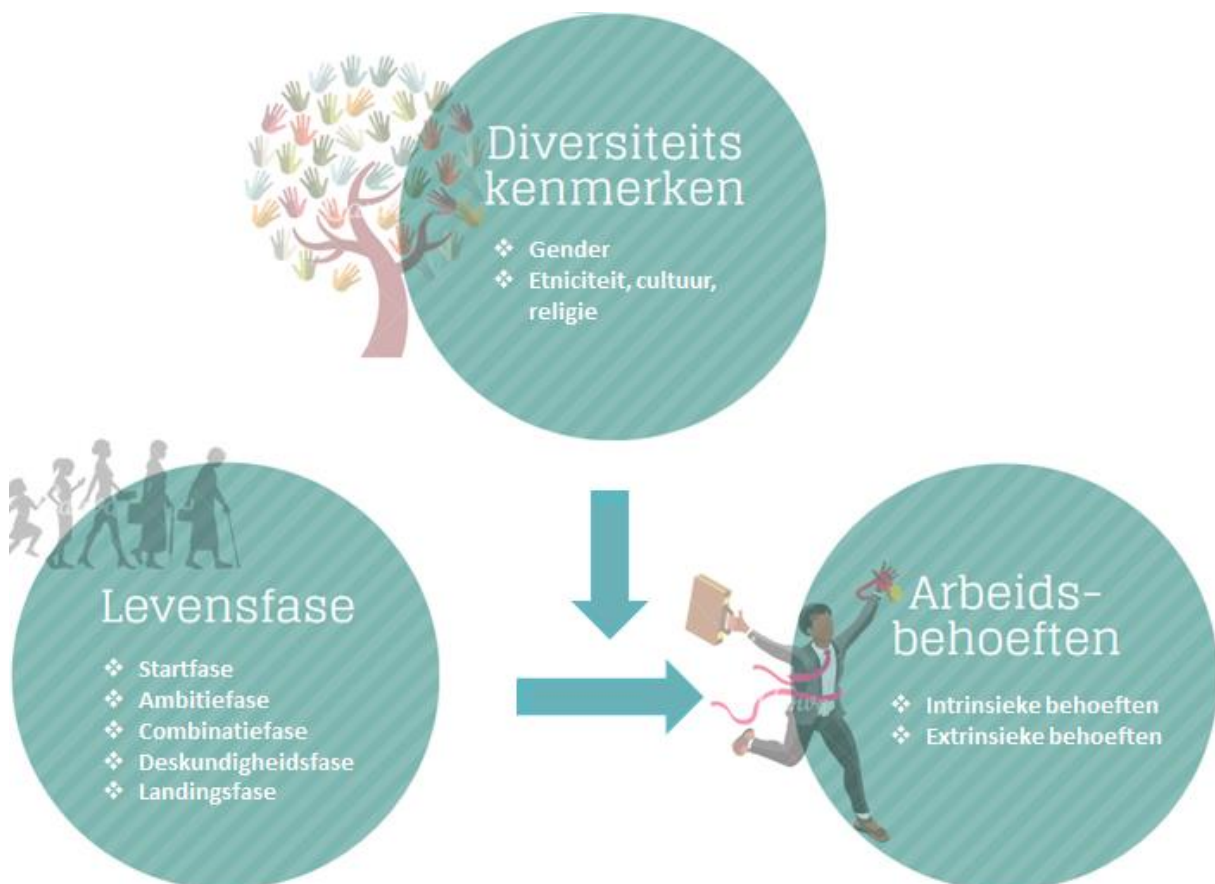 Diversiteits
kenmerken
❖ Gender
❖ Etniciteit, cultuur,
religie
Levensfase
❖ Startfase
❖ Ambitiefase
❖ Combinatiefase
❖ Deskundigheidsfase
❖ Landingsfase
Arbeids-
behoeften
❖ Intrinsieke behoeften
❖ Extrinsieke behoeften